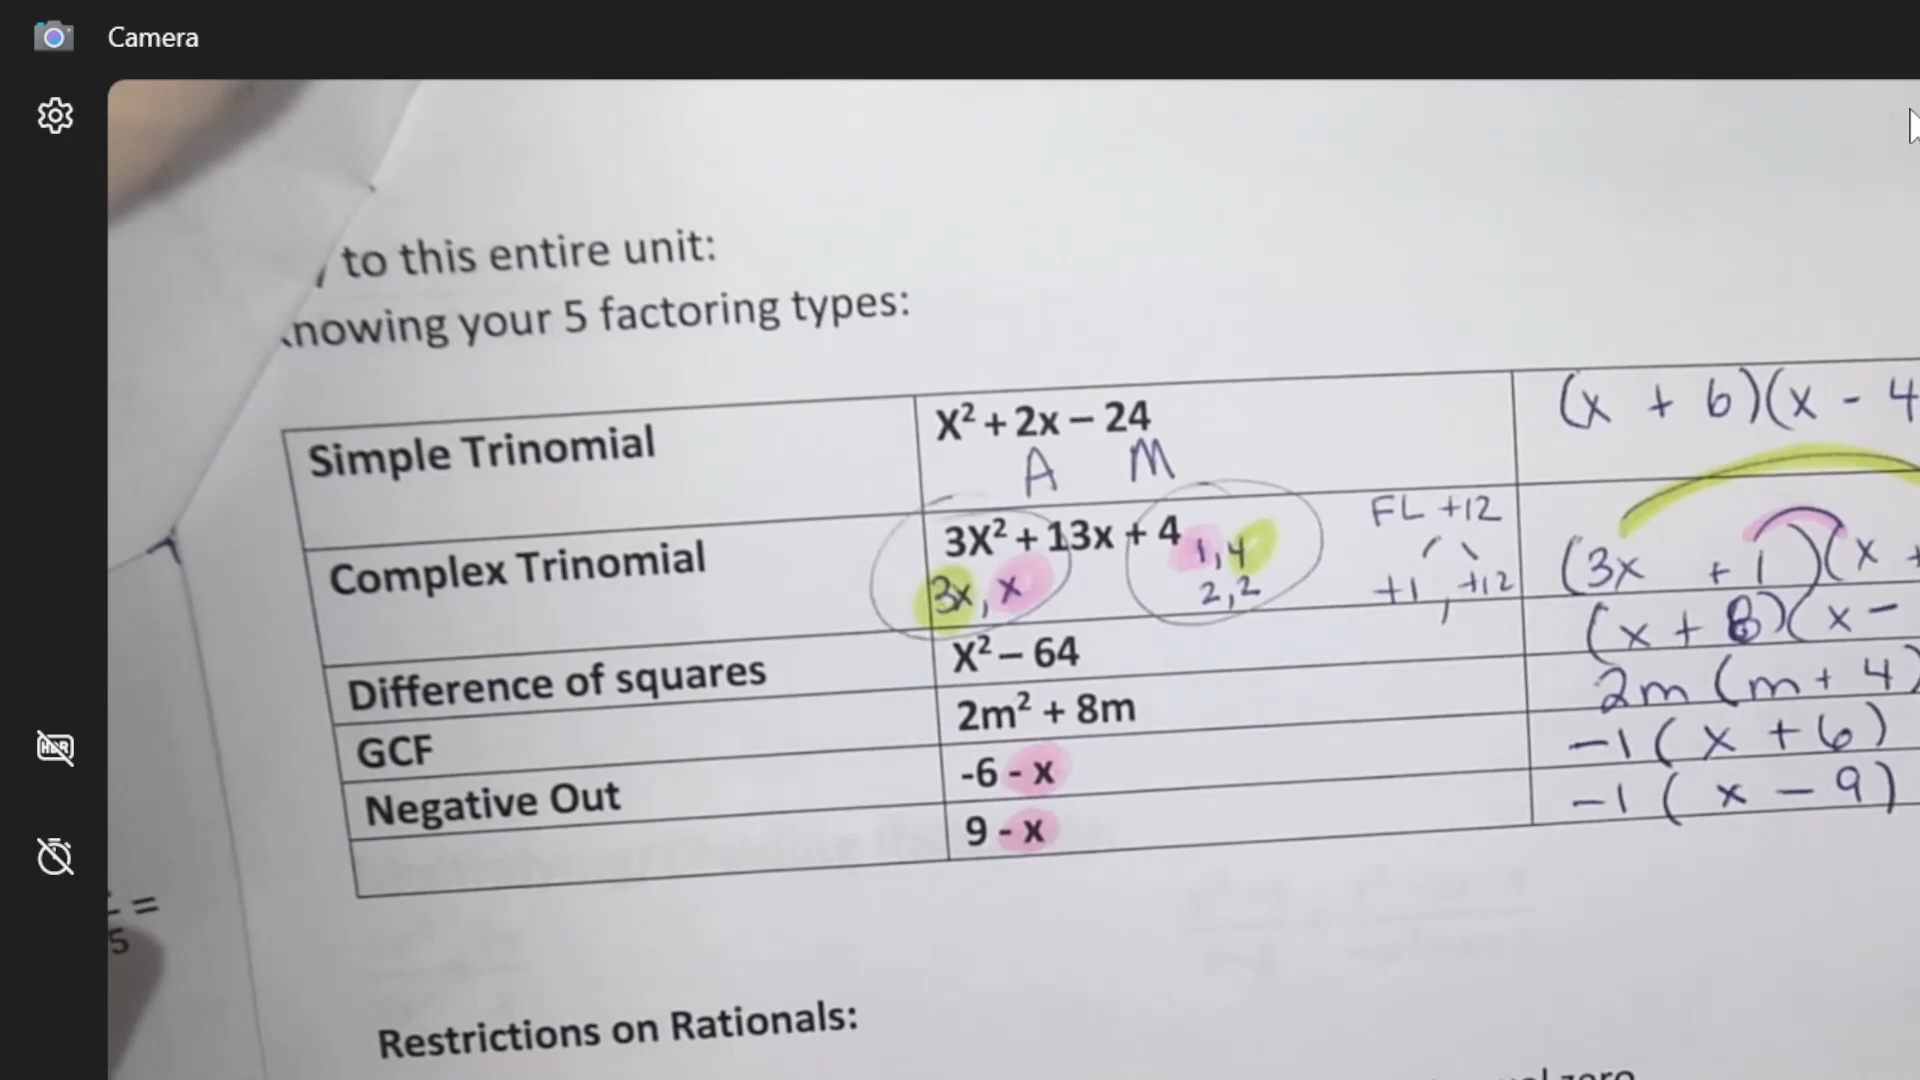 Camera
to this entire unit:
nowing your 5 factoring types:
Simple Trinomial
X² + 2x – 24
A M
(x + 6)(x - 4
Complex Trinomial
3X² + 13x + 4
3x, x
1, 4
2, 2
FL +12
+1, +12
(3x + 1)(x +
Difference of squares
X² – 64
(x + 8)(x -
GCF
2m² + 8m
2m(m + 4)
Negative Out
-6 - x
-1(x + 6)
9 - x
-1(x - 9)
=
5
Restrictions on Rationals: